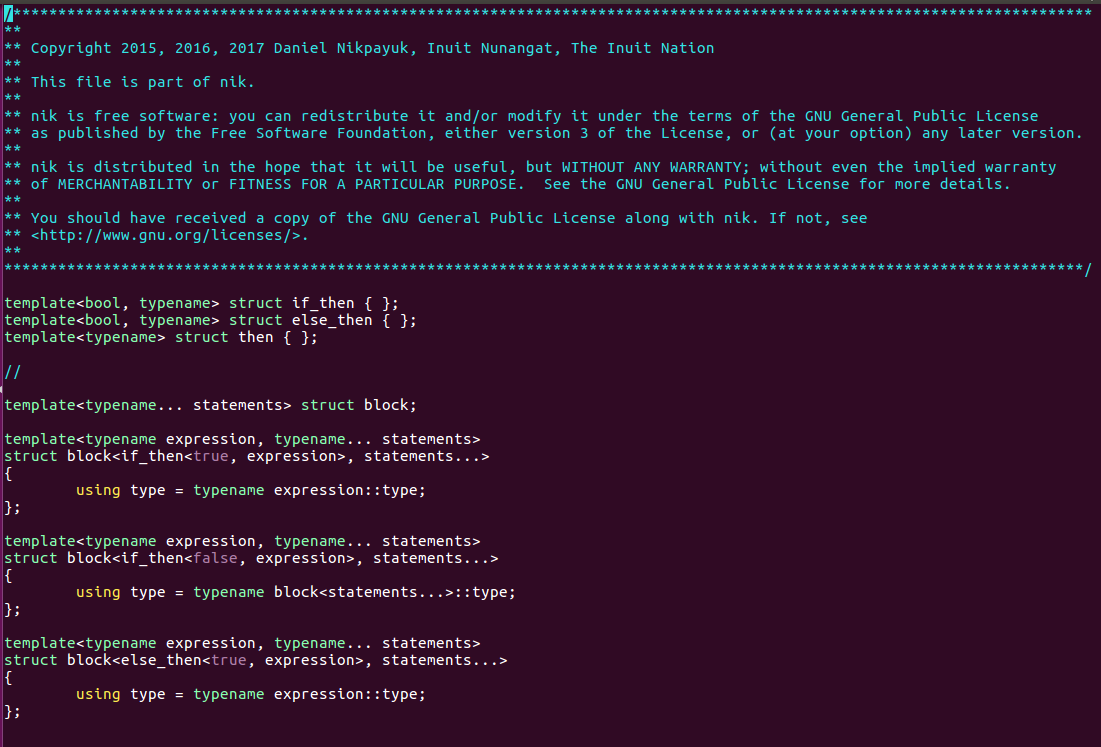 /************************************************************************************************************************
**
** Copyright 2015, 2016, 2017 Daniel Nikpayuk, Inuit Nunangat, The Inuit Nation
**
** This file is part of nik.
**
** nik is free software: you can redistribute it and/or modify it under the terms of the GNU General Public License
** as published by the Free Software Foundation, either version 3 of the License, or (at your option) any later version.
**
** nik is distributed in the hope that it will be useful, but WITHOUT ANY WARRANTY; without even the implied warranty
** of MERCHANTABILITY or FITNESS FOR A PARTICULAR PURPOSE.  See the GNU General Public License for more details.
**
** You should have received a copy of the GNU General Public License along with nik. If not, see
** <http://www.gnu.org/licenses/>.
**
************************************************************************************************************************/

template<bool, typename> struct if_then { };
template<bool, typename> struct else_then { };
template<typename> struct then { };

//

template<typename... statements> struct block;

template<typename expression, typename... statements>
struct block<if_then<true, expression>, statements...>
{
        using type = typename expression::type;
};

template<typename expression, typename... statements>
struct block<if_then<false, expression>, statements...>
{
        using type = typename block<statements...>::type;
};

template<typename expression, typename... statements>
struct block<else_then<true, expression>, statements...>
{
        using type = typename expression::type;
};